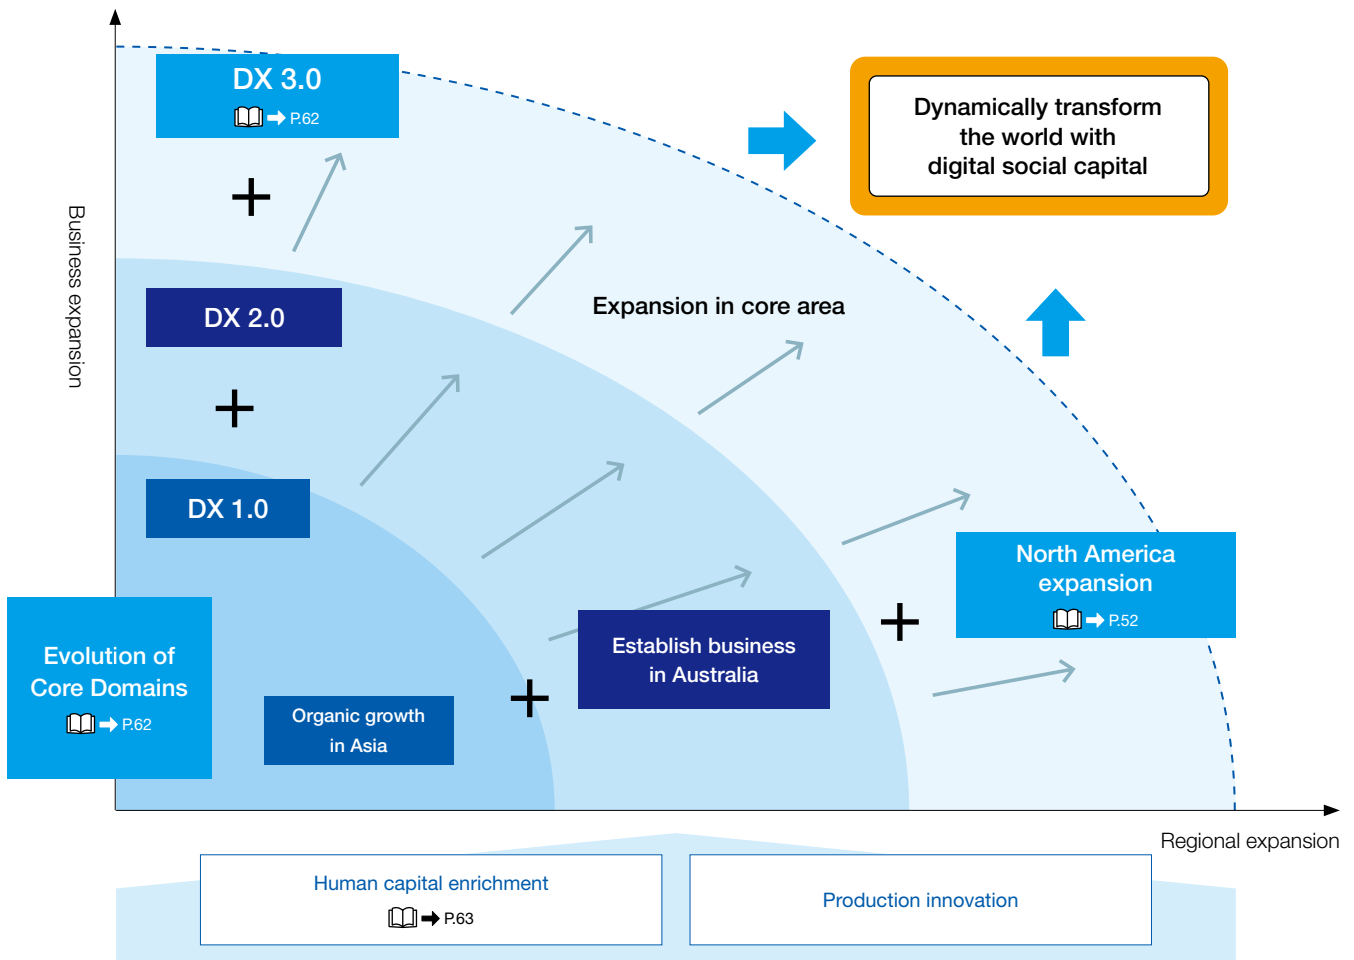 DX 3.0
P.62
Dynamically transform
the world with
digital social capital
Business expansion
DX 2.0
Expansion in core area
DX 1.0
North America
expansion
P.52
Evolution of
Core Domains
P.62
Establish business
in Australia
Organic growth
in Asia
Regional expansion
Human capital enrichment
P.63
Production innovation